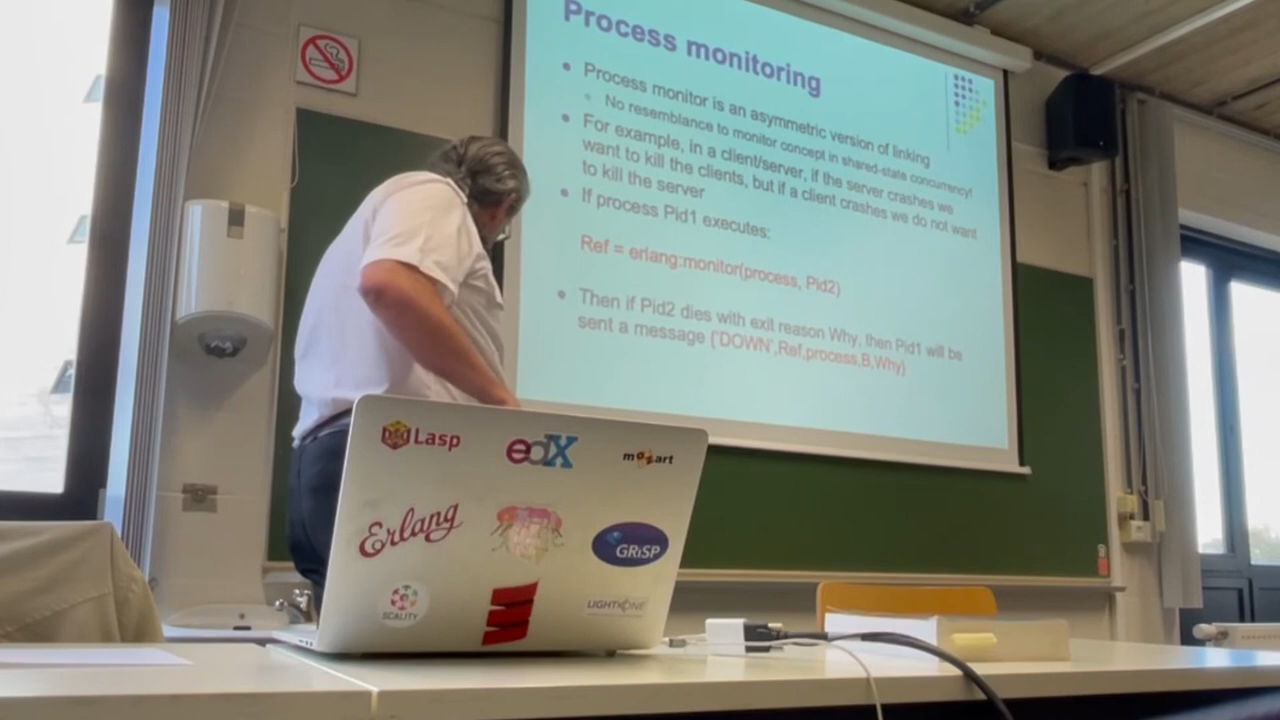 Process monitoring
Process monitor is an asymmetric version of linking
No resemblance to monitor concept in shared-state concurrency!
For example, in a client/server, if the server crashes we
want to kill the clients, but if a client crashes we do not want
to kill the server
If process Pid1 executes:
Ref = erlang:monitor(process, Pid2)
Then if Pid2 dies with exit reason Why, then Pid1 will be
sent a message {'DOWN',Ref,process,B,Why}
Lasp
edX
mozart
Erlang
GRiSP
SCALITY
LIGHTKONE